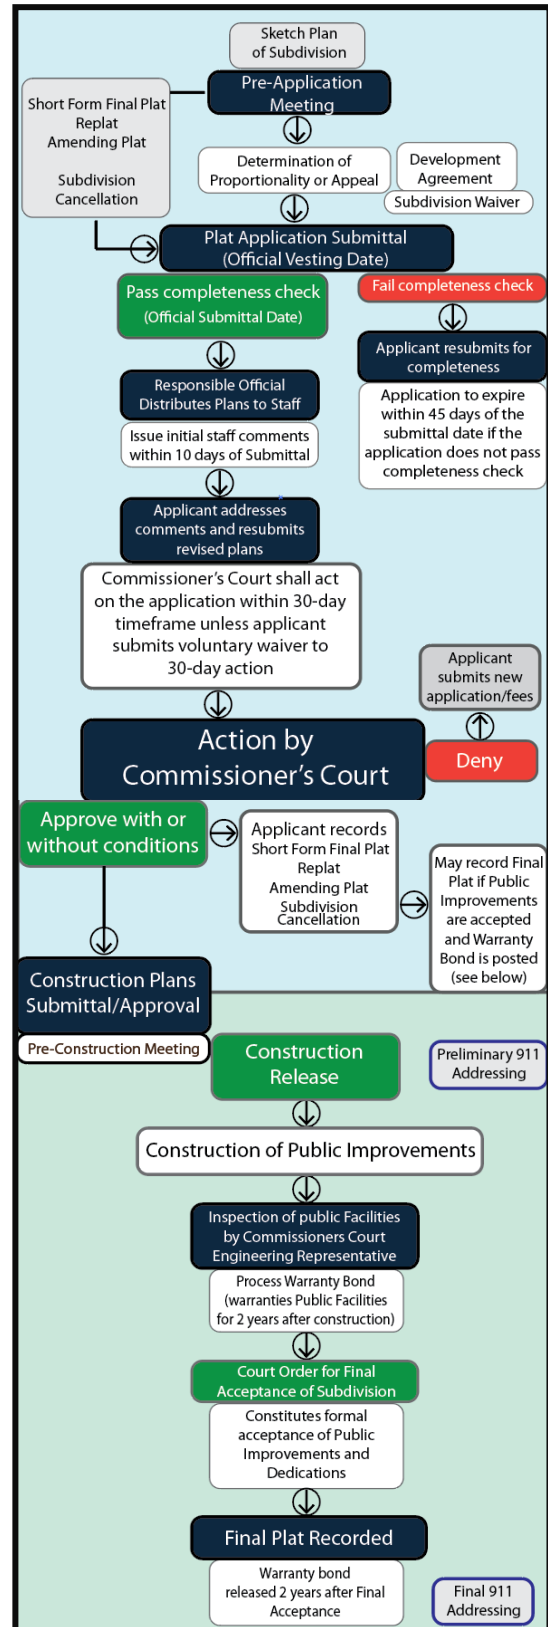 Sketch Plan
of Subdivision
Pre-Application
Meeting
Short Form Final Plat
Replat
Amending Plat
Subdivision
Cancellation
Determination of
Proportionality or Appeal
Development
Agreement
Subdivision Waiver
Plat Application Submittal
(Official Vesting Date)
Pass completeness check
(Official Submittal Date)
Fail completeness check
Applicant resubmits for
completeness
Application to expire
within 45 days of the
submittal date if the
application does not pass
completeness check
Responsible Official
Distributes Plans to Staff
Issue initial staff comments
within 10 days of Submittal
Applicant addresses
comments and resubmits
revised plans
Commissioner's Court shall act
on the application within 30-day
timeframe unless applicant
submits voluntary waiver to
30-day action
Applicant
submits new
application/fees
Action by
Commissioner's Court
Deny
Approve with or
without conditions
Applicant records
Short Form Final Plat
Replat
Amending Plat
Subdivision
Cancellation
May record Final
Plat if Public
Improvements
are accepted
and Warranty
Bond is posted
(see below)
Construction Plans
Submittal/Approval
Pre-Construction Meeting
Construction
Release
Preliminary 911
Addressing
Construction of Public Improvements
Inspection of public Facilities
by Commissioners Court
Engineering Representative
Process Warranty Bond
(warranties Public Facilities
for 2 years after construction)
Court Order for Final
Acceptance of Subdivision
Constitutes formal
acceptance of Public
Improvements and
Dedications
Final Plat Recorded
Warranty bond
released 2 years after Final
Acceptance
Final 911
Addressing